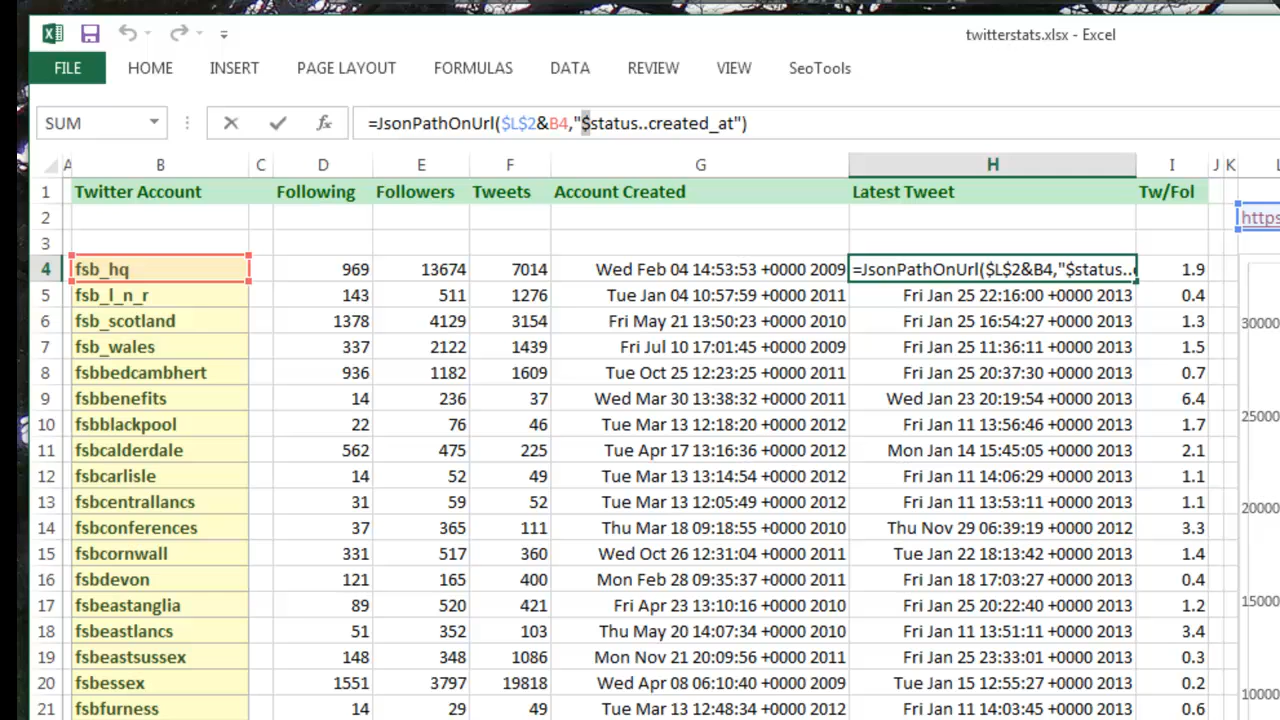 twitterstats.xlsx - Excel
FILE HOME INSERT PAGE LAYOUT FORMULAS DATA REVIEW VIEW SeoTools
SUM fx =JsonPathOnUrl($L$2&B4,"$status..created_at")
A B C D E F G H I J K L
1 Twitter Account Following Followers Tweets Account Created Latest Tweet Tw/Fol
2 https
3
4 fsb_hq 969 13674 7014 Wed Feb 04 14:53:53 +0000 2009 =JsonPathOnUrl($L$2&B4,"$status.. 1.9
5 fsb_l_n_r 143 511 1276 Tue Jan 04 10:57:59 +0000 2011 Fri Jan 25 22:16:00 +0000 2013 0.4
6 fsb_scotland 1378 4129 3154 Fri May 21 13:50:23 +0000 2010 Fri Jan 25 16:54:27 +0000 2013 1.3 30000
7 fsb_wales 337 2122 1439 Fri Jul 10 17:01:45 +0000 2009 Fri Jan 25 11:36:11 +0000 2013 1.5
8 fsbbedcambhert 936 1182 1609 Tue Oct 25 12:23:25 +0000 2011 Fri Jan 25 20:37:30 +0000 2013 0.7
9 fsbbenefits 14 236 37 Wed Mar 30 13:38:32 +0000 2011 Wed Jan 23 20:19:54 +0000 2013 6.4
10 fsbblackpool 22 76 46 Tue Mar 13 12:18:20 +0000 2012 Fri Jan 11 13:56:46 +0000 2013 1.7 25000
11 fsbcalderdale 562 475 225 Tue Apr 17 13:16:36 +0000 2012 Mon Jan 14 15:45:05 +0000 2013 2.1
12 fsbcarlisle 14 52 49 Tue Mar 13 13:14:54 +0000 2012 Fri Jan 11 14:06:29 +0000 2013 1.1
13 fsbcentrallancs 31 59 52 Tue Mar 13 12:05:49 +0000 2012 Fri Jan 11 13:53:11 +0000 2013 1.1 20000
14 fsbconferences 37 365 111 Thu Mar 18 09:18:55 +0000 2010 Thu Nov 29 06:39:19 +0000 2012 3.3
15 fsbcornwall 331 517 360 Wed Oct 26 12:31:04 +0000 2011 Tue Jan 22 18:13:42 +0000 2013 1.4
16 fsbdevon 121 165 400 Mon Feb 28 09:35:37 +0000 2011 Fri Jan 18 17:03:27 +0000 2013 0.4
17 fsbeastanglia 89 520 421 Fri Apr 23 13:10:16 +0000 2010 Fri Jan 25 20:22:40 +0000 2013 1.2 15000
18 fsbeastlancs 51 352 103 Thu May 20 14:07:34 +0000 2010 Fri Jan 11 13:51:11 +0000 2013 3.4
19 fsbeastsussex 148 348 1086 Mon Nov 21 20:09:56 +0000 2011 Fri Jan 25 23:33:01 +0000 2013 0.3
20 fsbessex 1551 3797 19818 Wed Apr 08 06:10:40 +0000 2009 Tue Jan 15 12:55:27 +0000 2013 0.2 10000
21 fsbfurness 14 29 49 Tue Mar 13 12:48:34 +0000 2012 Fri Jan 11 14:03:45 +0000 2013 0.6